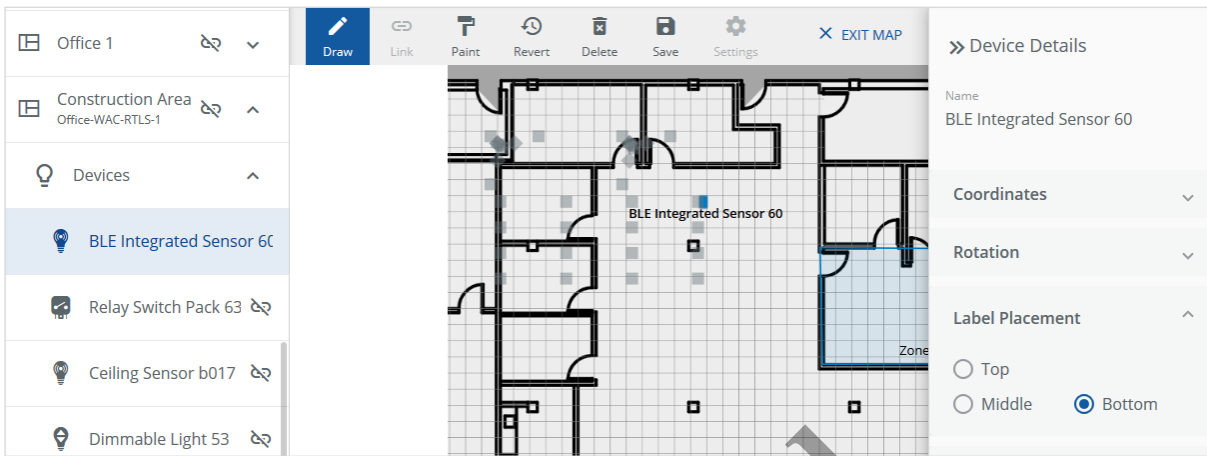 Office 1
Construction Area
Office-WAC-RTLS-1
Devices
BLE Integrated Sensor 60
Relay Switch Pack 63
Ceiling Sensor b017
Dimmable Light 53
Draw
Link
Paint
Revert
Delete
Save
Settings
EXIT MAP
BLE Integrated Sensor 60
Zone
Device Details
Name
BLE Integrated Sensor 60
Coordinates
Rotation
Label Placement
Top
Middle
Bottom